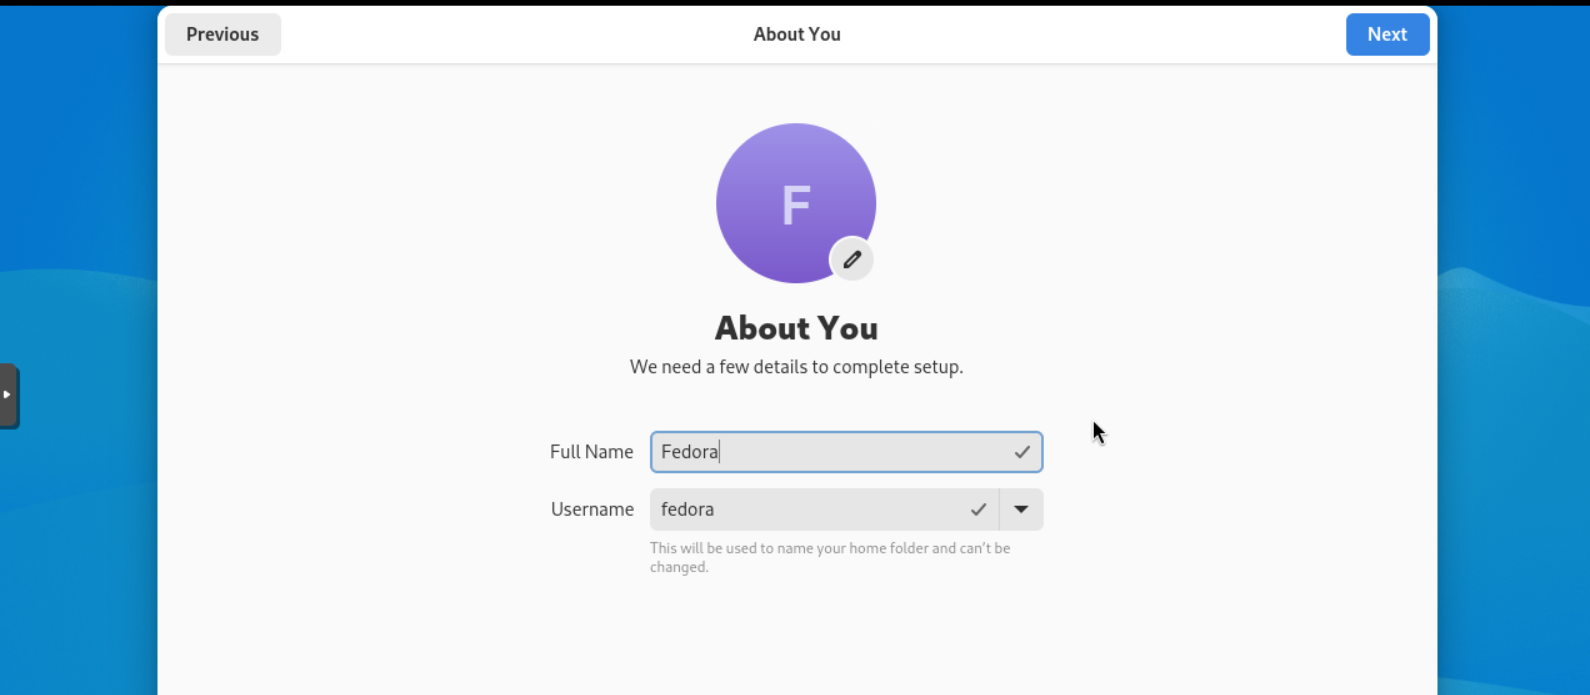 Previous
About You
Next
F
About You
We need a few details to complete setup.
Full Name
Fedora
Username
fedora
This will be used to name your home folder and can't be
changed.